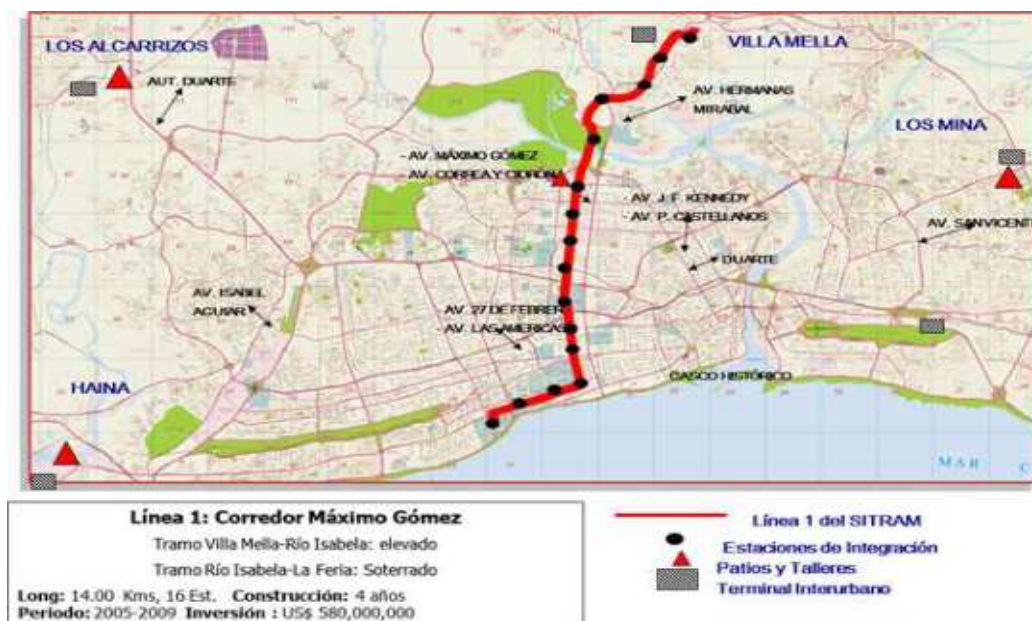 LOS ALCARRIZOS
VILLA MELLA
AUT. DUARTE
AV. HERMANAS
MIRABAL
LOS MINA
- AV. MÁXIMO GÓMEZ
- AV. CORREA Y CIDRON
- AV. J. F. KENNEDY
- AV. P. CASTELLANOS
AV. SAN VICENT
DUARTE
AV. ISABEL
AGUIAR
- AV. 27 DE FEBRER
- AV. LAS AMERICAS
HAINA
CASCO HISTÓRICO
MAR C
Línea 1: Corredor Máximo Gómez
Tramo Villa Mella-Río Isabela: elevado
Tramo Río Isabela-La Feria: Soterrado
Long: 14.00 Kms, 16 Est. Construcción: 4 años
Periodo: 2005-2009 Inversión : US$ 580,000,000
Línea 1 del SITRAM
Estaciones de Integración
Patios y Talleres
Terminal Interurbano